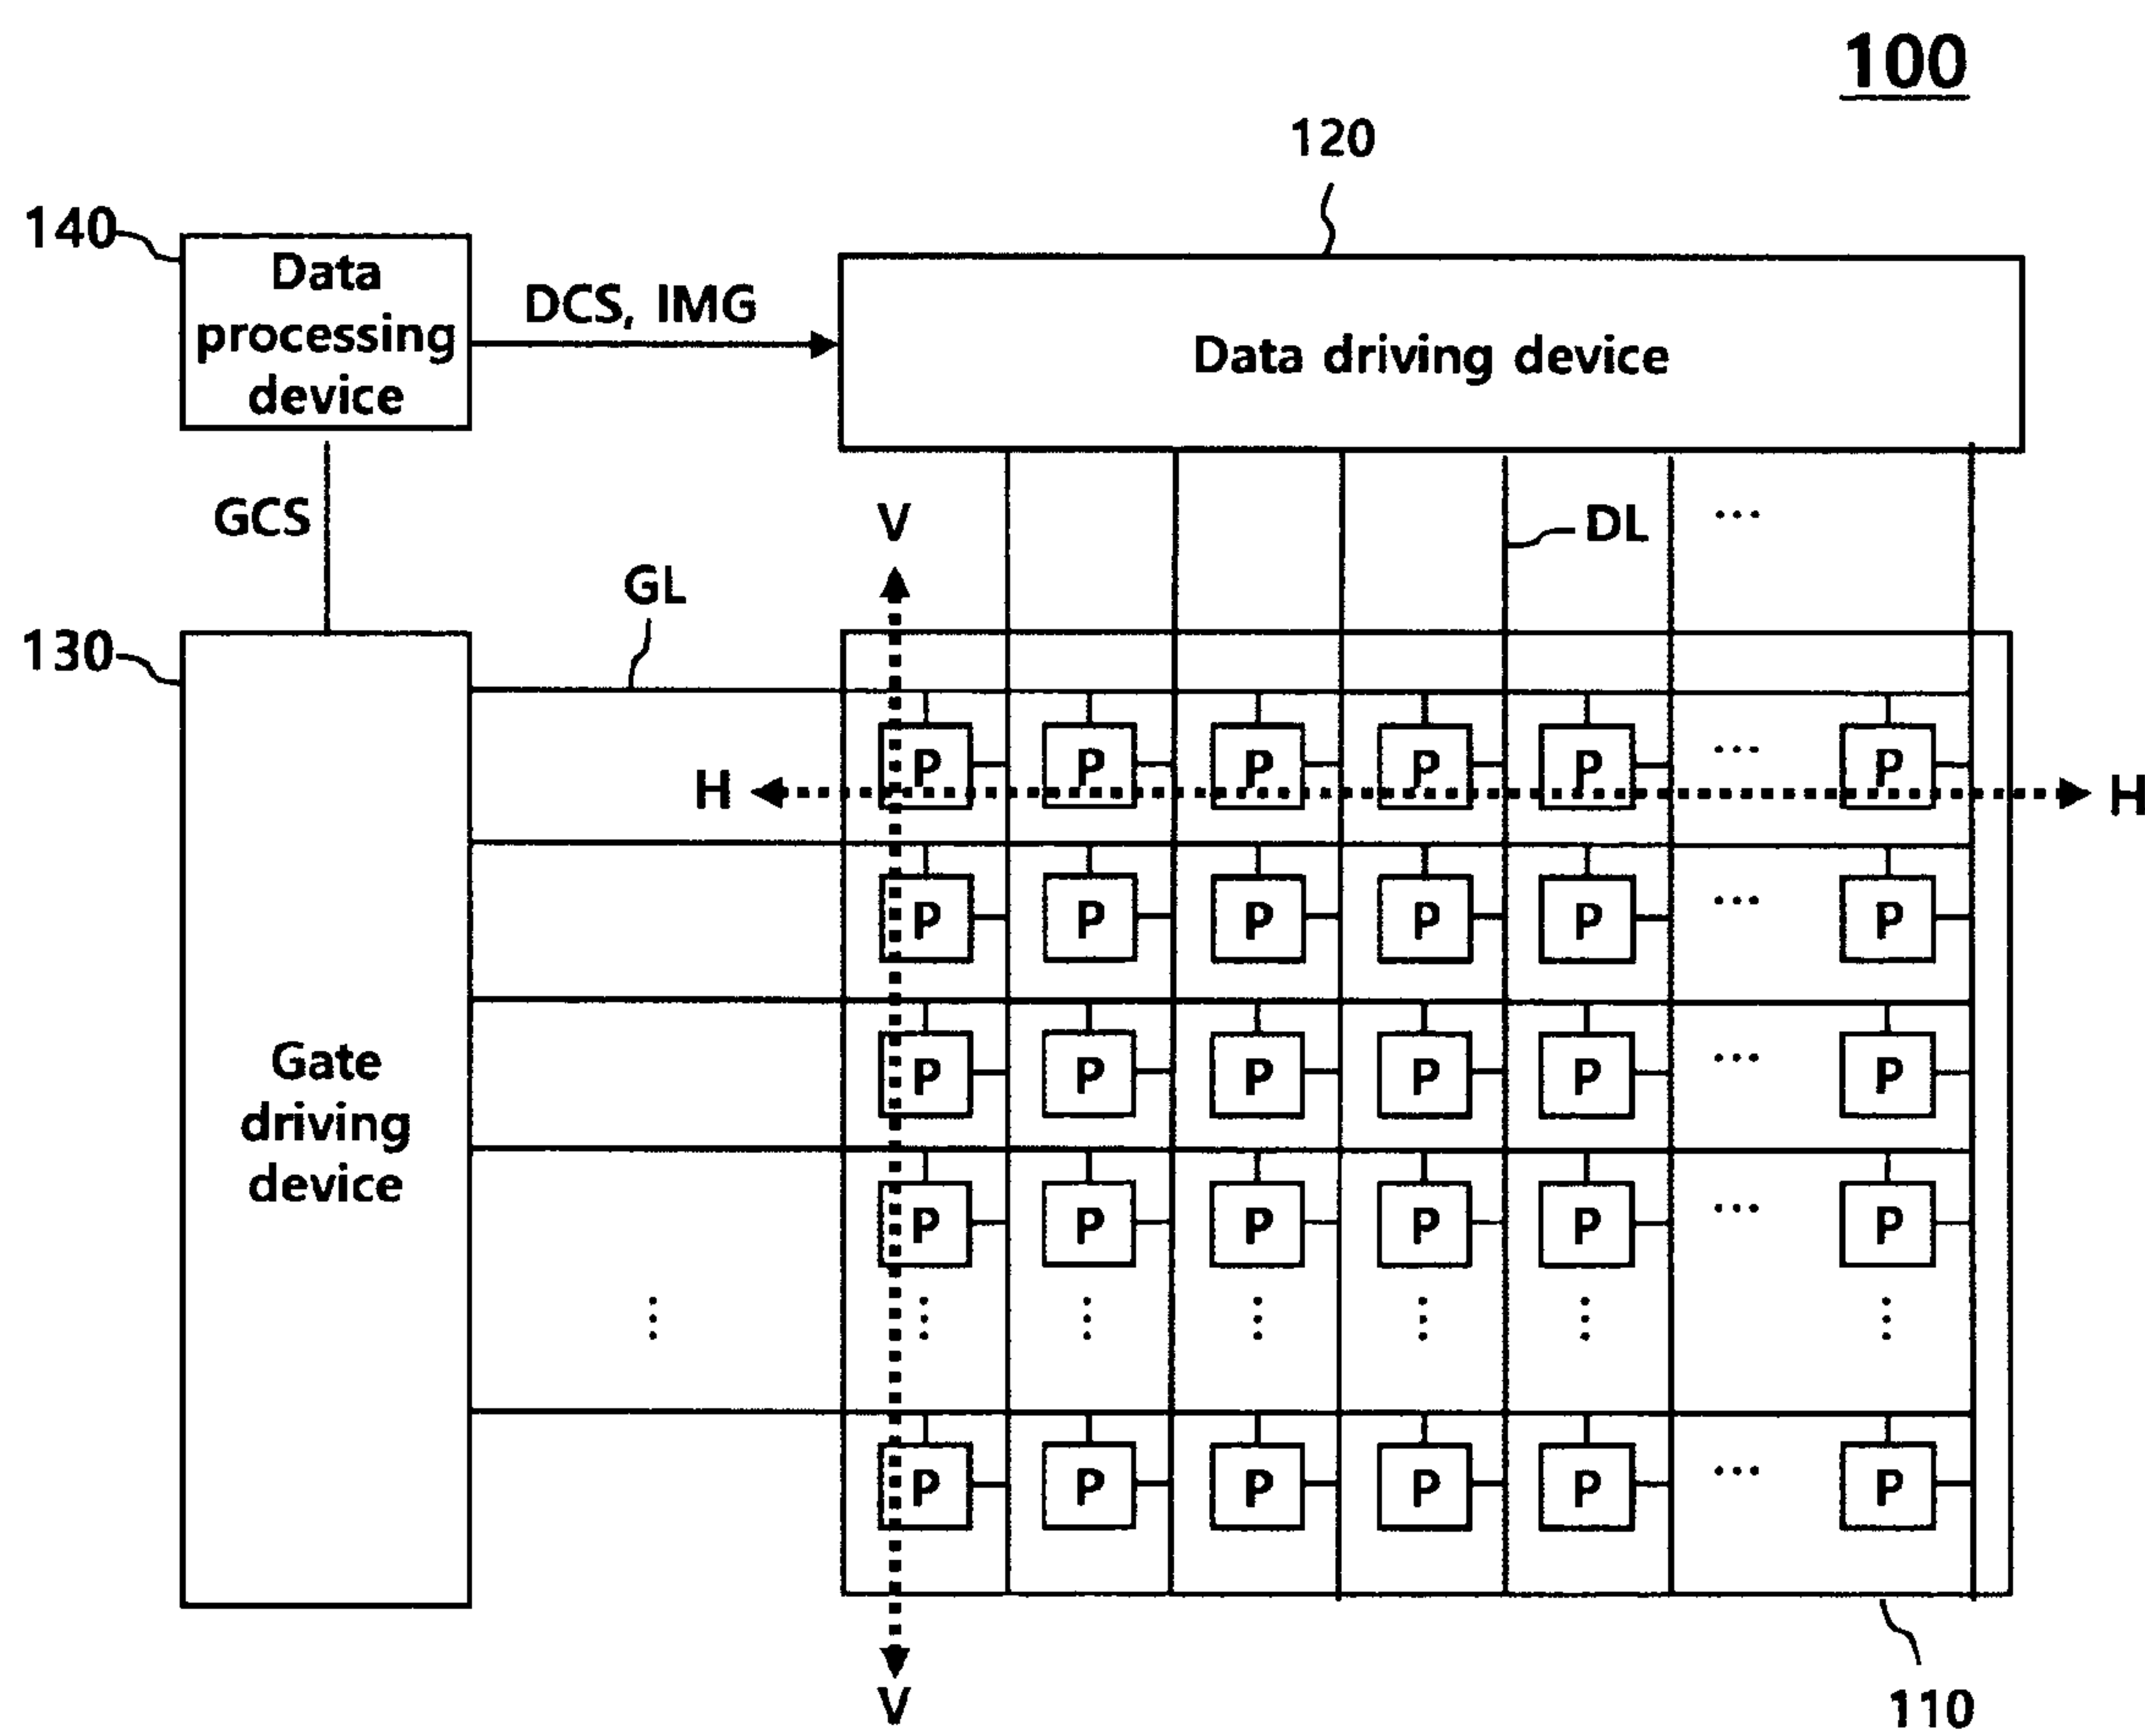 100
120
140
Data
processing
device
DCS, IMG
Data driving device
GCS
V
DL
...
GL
130
P P P P P ... P
H H
P P P P P ... P
P P P P P ... P
Gate
driving
device
P P P P P ... P
P P P P P ... P
V
110